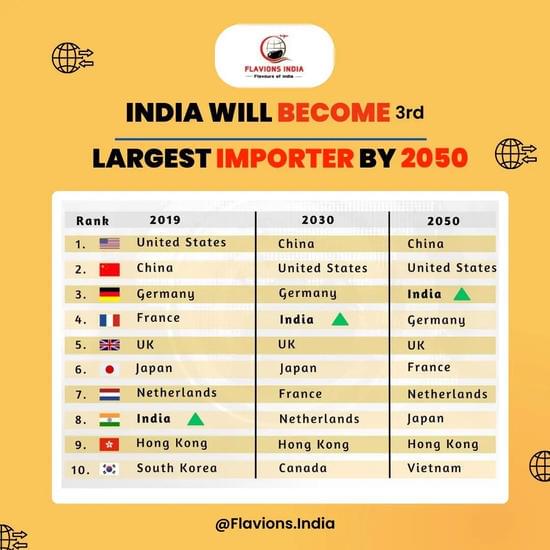 FLAVIONS INDIA
Flavours of india
INDIA WILL BECOME 3rd
LARGEST IMPORTER BY 2050
Rank 2019 2030 2050
1. United States China China
2. China United States United States
3. Germany Germany India
4. France India Germany
5. UK UK UK
6. Japan Japan France
7. Netherlands France Netherlands
8. India Netherlands Japan
9. Hong Kong Hong Kong Hong Kong
10. South Korea Canada Vietnam
@Flavions.India